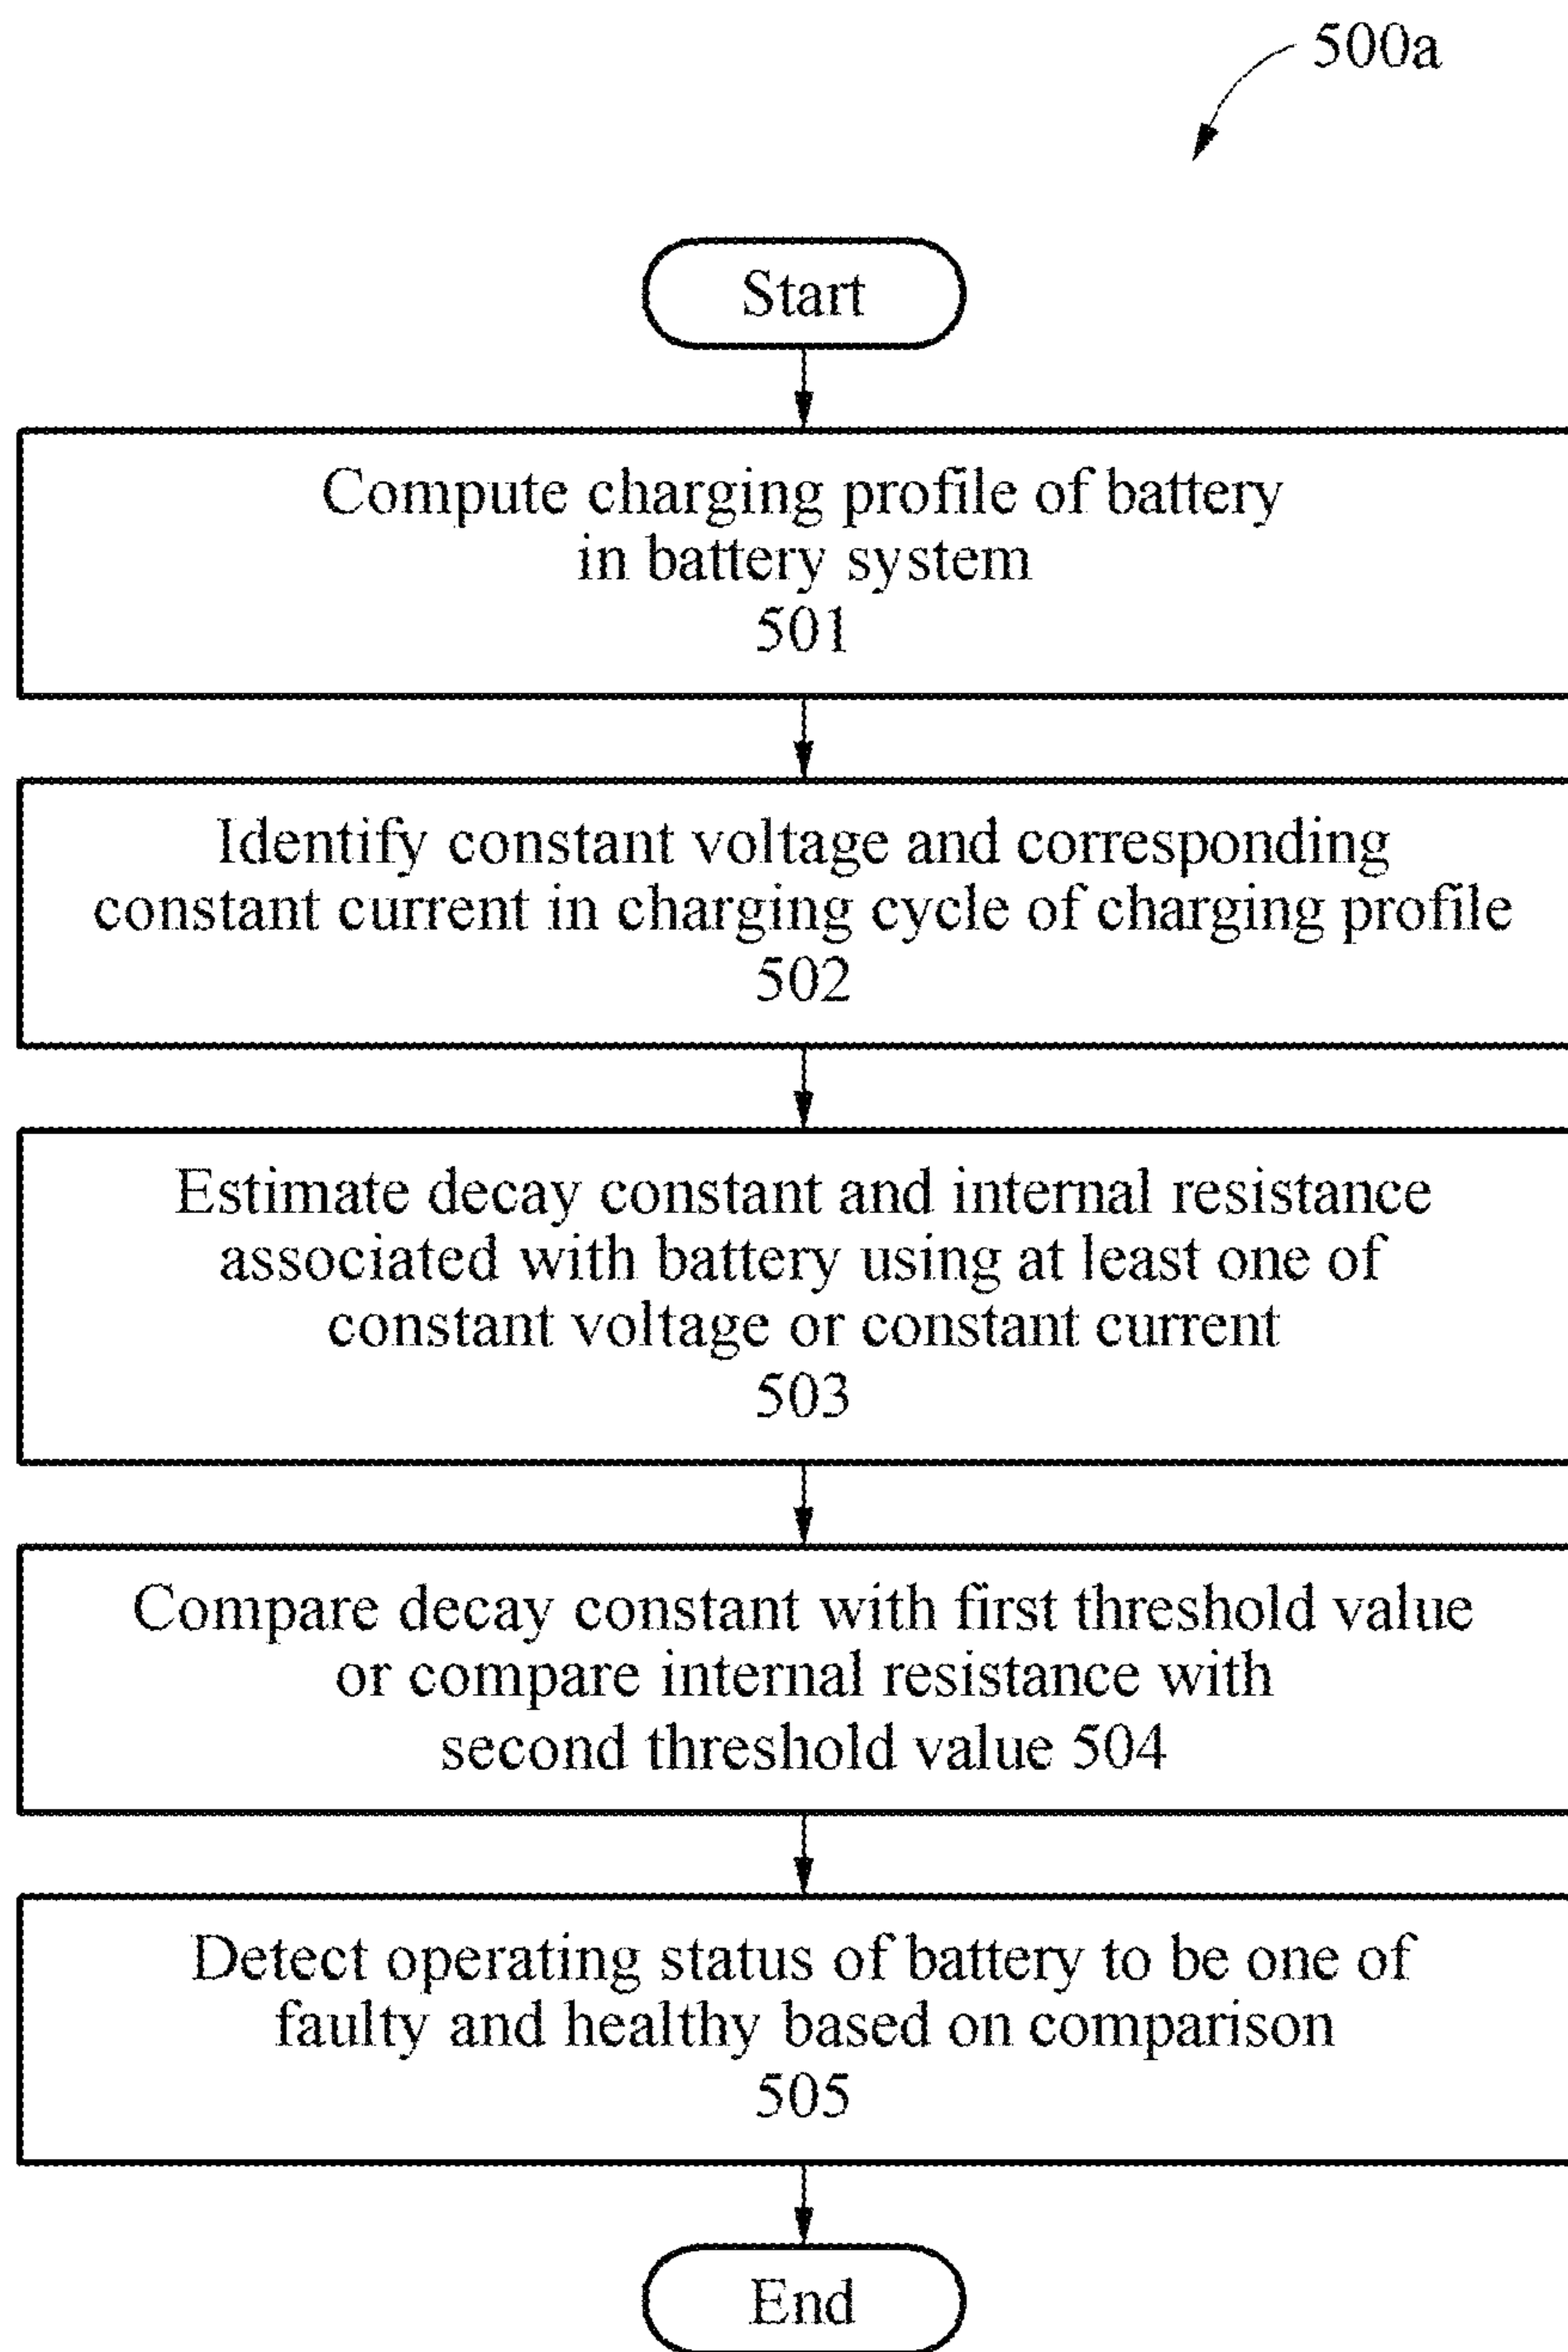 500a
Start
Compute charging profile of battery
in battery system
501
Identify constant voltage and corresponding
constant current in charging cycle of charging profile
502
Estimate decay constant and internal resistance
associated with battery using at least one of
constant voltage or constant current
503
Compare decay constant with first threshold value
or compare internal resistance with
second threshold value 504
Detect operating status of battery to be one of
faulty and healthy based on comparison
505
End